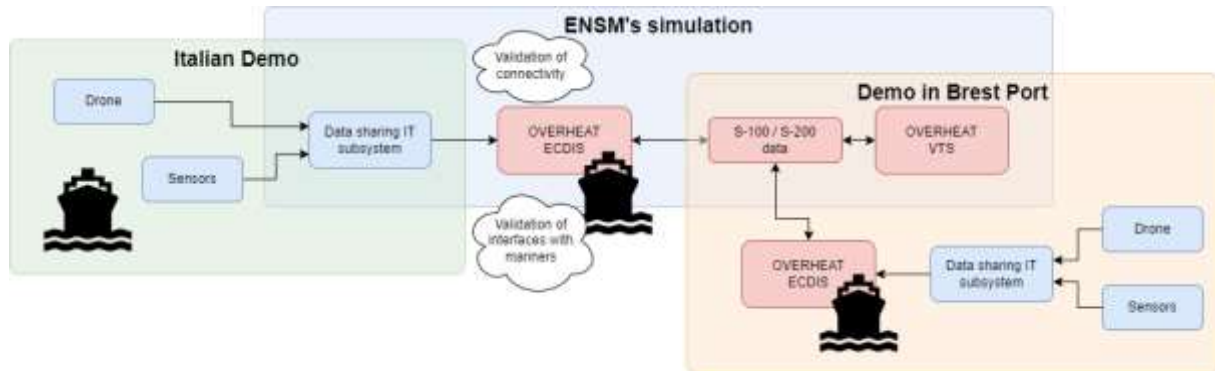 ENSM's simulation
Italian Demo
Validation of
connectivity
Demo in Brest Port
Drone
Data sharing IT
subsystem
OVERHEAT
ECDIS
S-100 / S-200
data
OVERHEAT
VTS
Sensors
Validation of
interfaces with
mariners
OVERHEAT
ECDIS
Data sharing IT
subsystem
Drone
Sensors